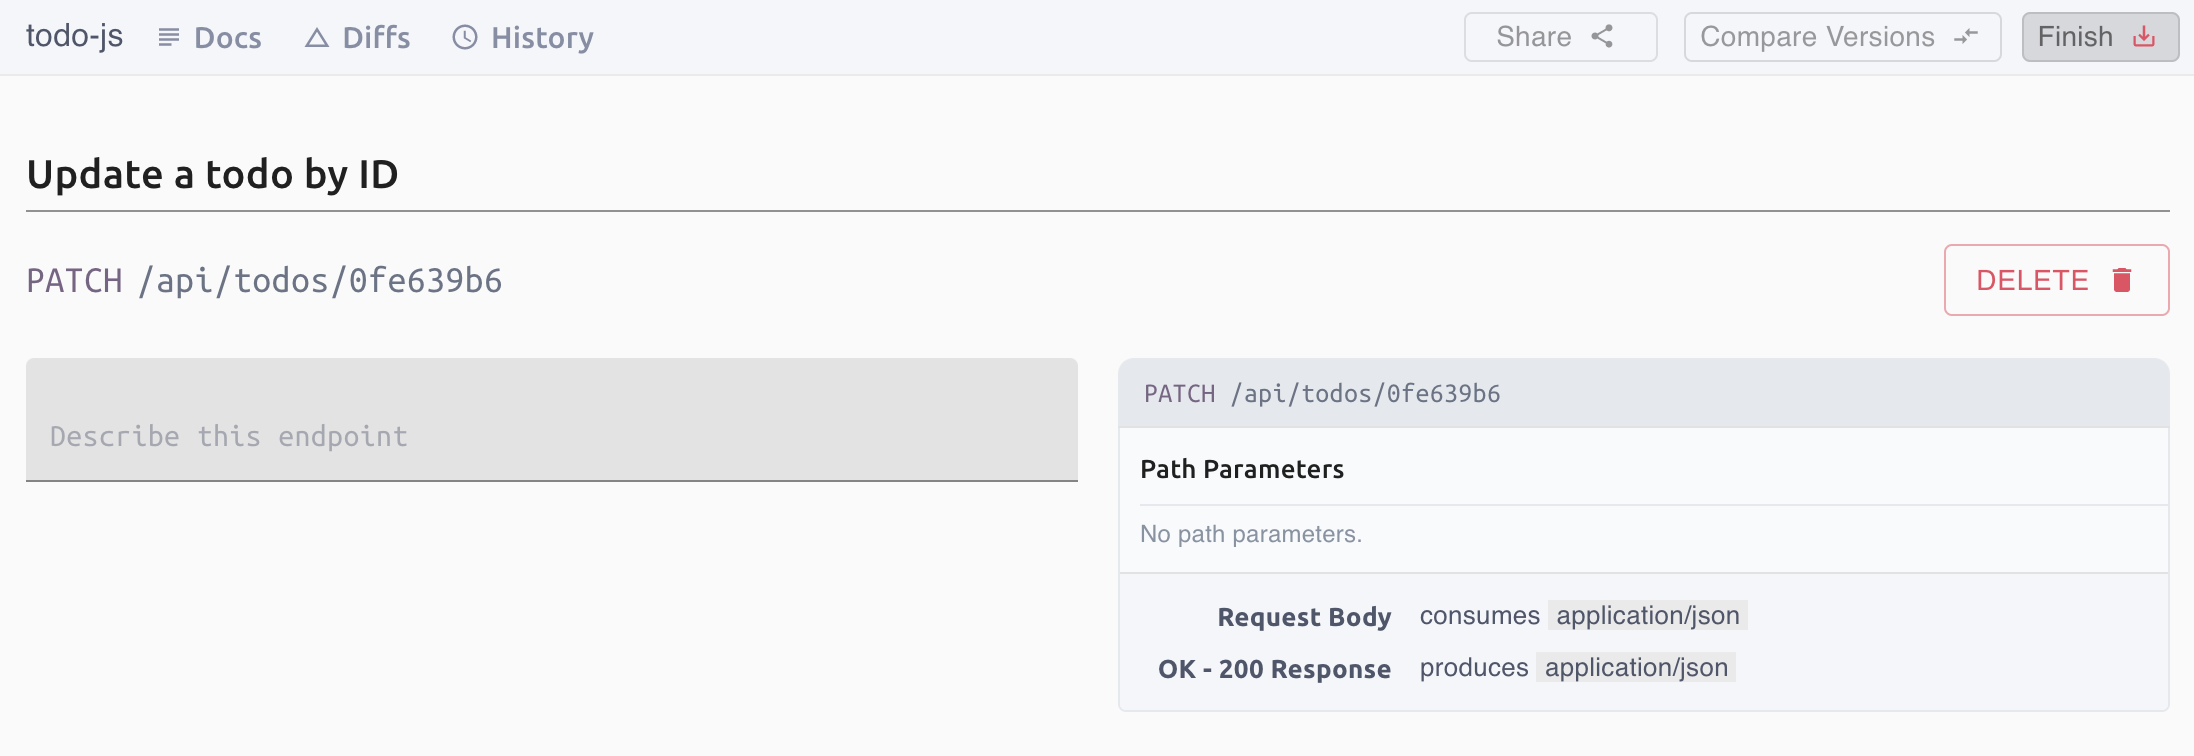 todo-js Docs Diffs History Share Compare Versions Finish
Update a todo by ID
PATCH /api/todos/0fe639b6 DELETE
Describe this endpoint
PATCH /api/todos/0fe639b6
Path Parameters
No path parameters.
Request Body consumes application/json
OK - 200 Response produces application/json